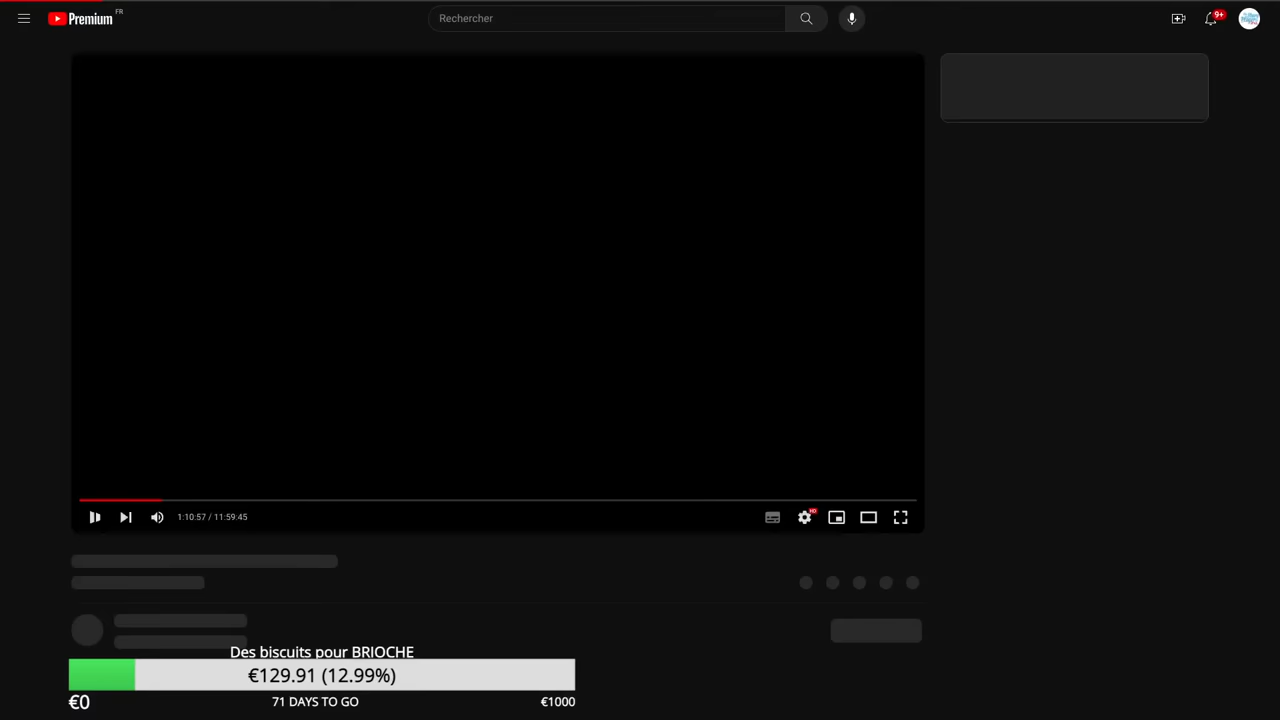 Premium FR
Rechercher
9+
1:10:57 / 11:59:45
HD
Des biscuits pour BRIOCHE
€129.91 (12.99%)
€0
71 DAYS TO GO
€1000